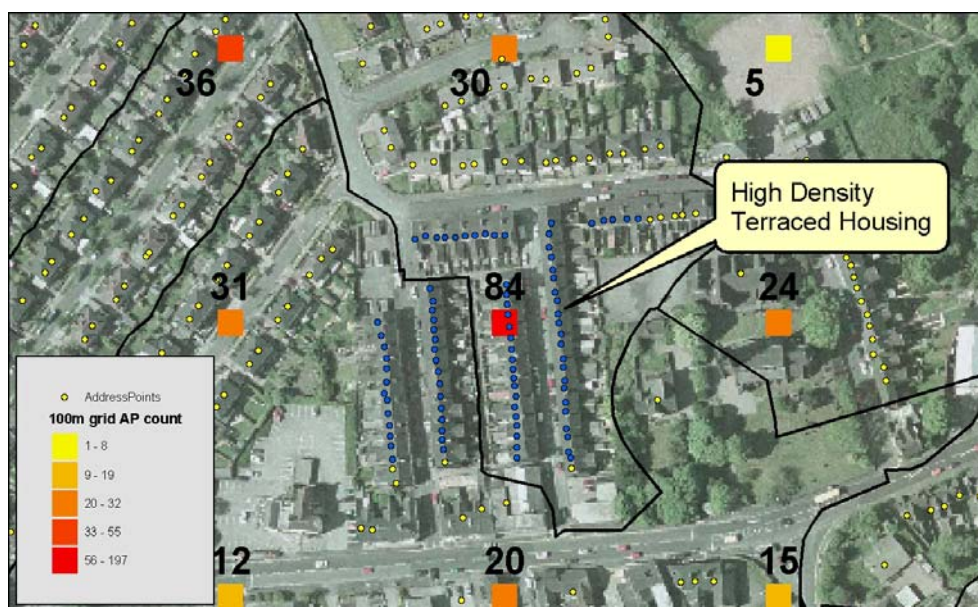 36
30
5
High Density
Terraced Housing
31
84
24
AddressPoints
100m grid AP count
1 - 8
9 - 19
20 - 32
33 - 55
56 - 197
12
20
15